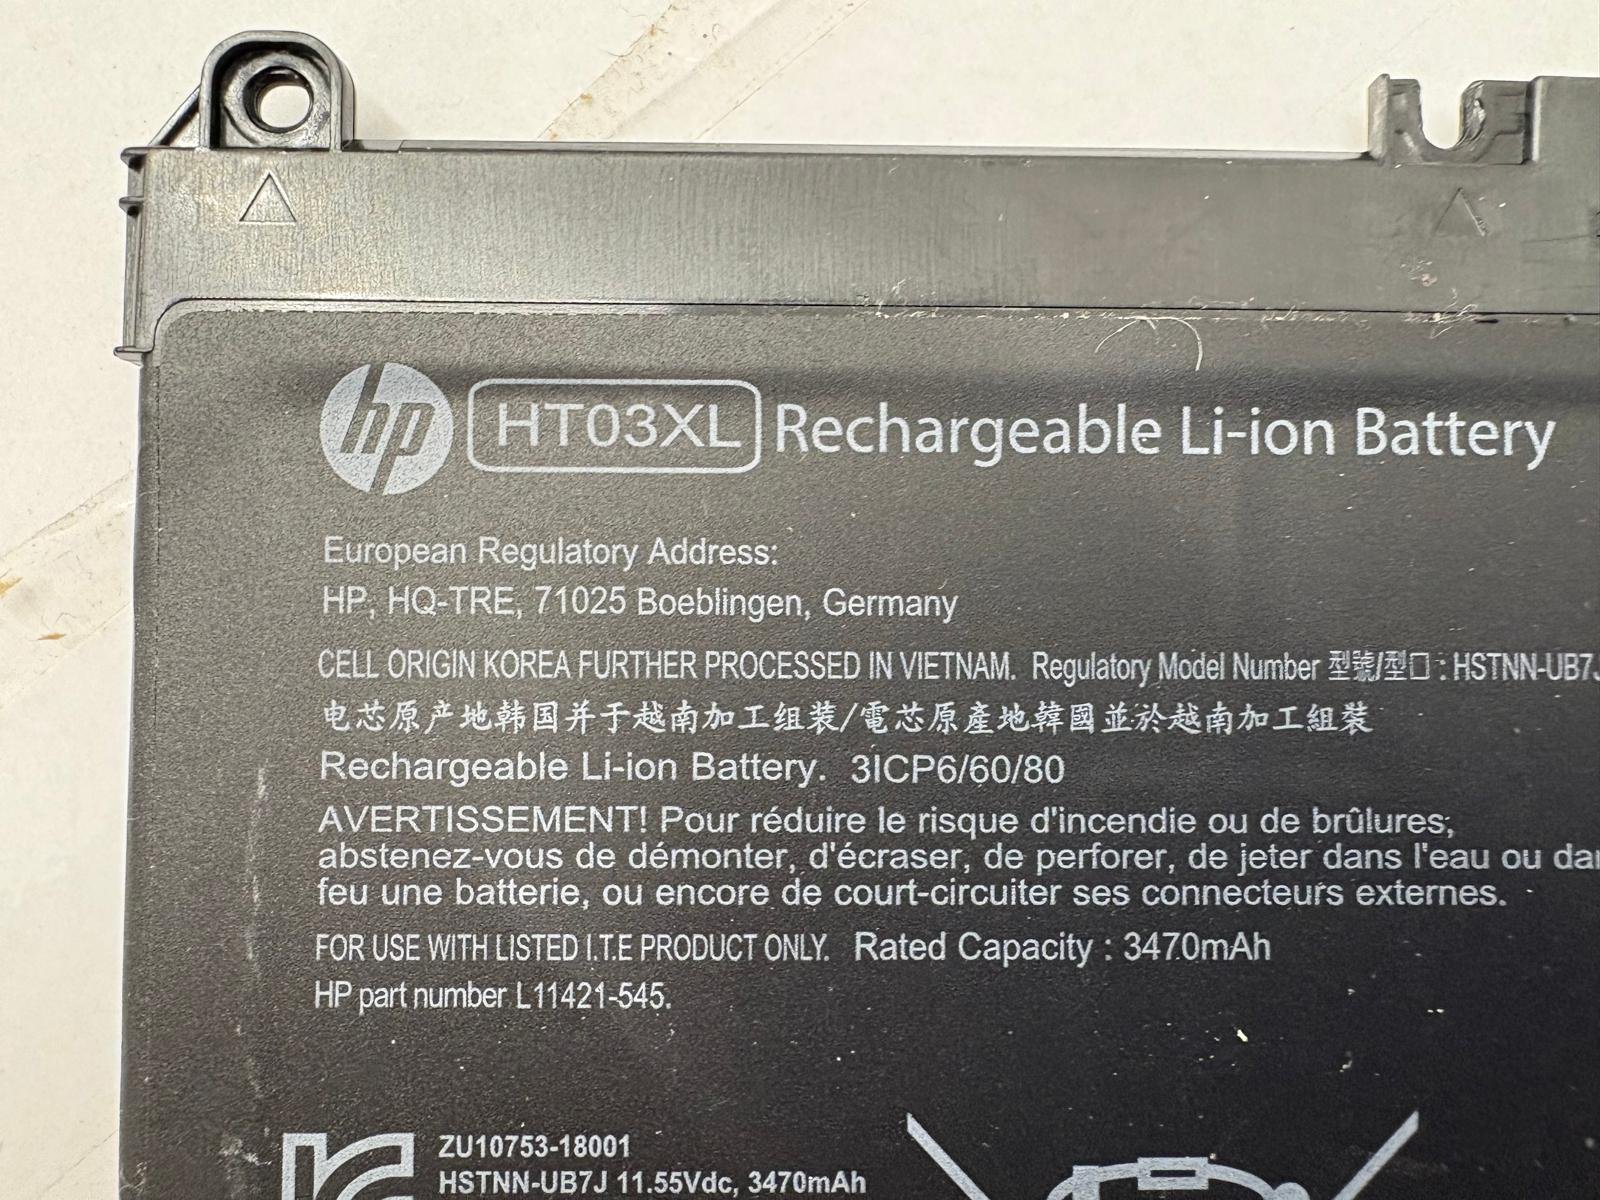 hp HT03XL Rechargeable Li-ion Battery
European Regulatory Address:
HP, HQ-TRE, 71025 Boeblingen, Germany
CELL ORIGIN KOREA FURTHER PROCESSED IN VIETNAM. Regulatory Model Number 型號/型□ : HSTNN-UB7J
电芯原产地韩国并于越南加工组装/電芯原產地韓國並於越南加工組裝
Rechargeable Li-ion Battery. 3ICP6/60/80
AVERTISSEMENT! Pour réduire le risque d'incendie ou de brûlures,
abstenez-vous de démonter, d'écraser, de perforer, de jeter dans l'eau ou
feu une batterie, ou encore de court-circuiter ses connecteurs externes.
FOR USE WITH LISTED I.T.E PRODUCT ONLY. Rated Capacity : 3470mAh
HP part number L11421-545.
ZU10753-18001
HSTNN-UB7J 11.55Vdc, 3470mAh